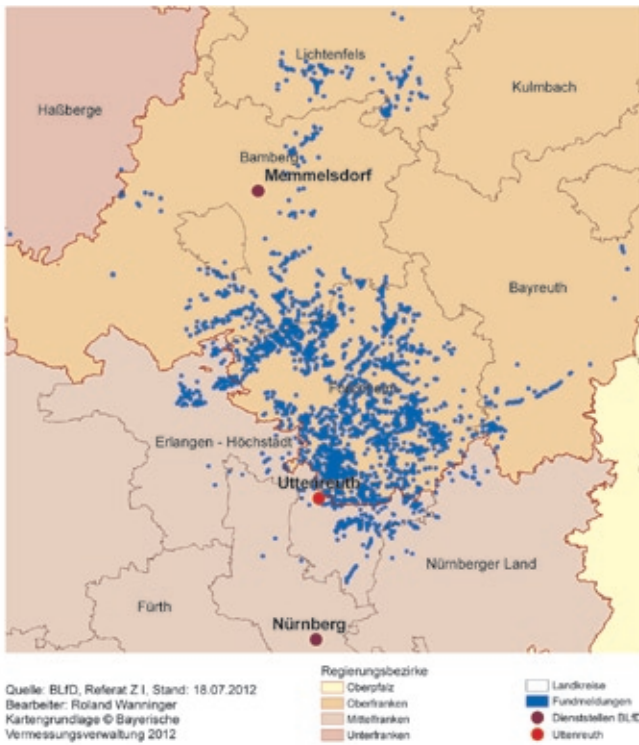 Lichtenfels
Kulmbach
Haßberge
Bamberg
Memmelsdorf
Bayreuth
Forchheim
Erlangen - Höchstädt
Uttenreuth
Nürnberger Land
Fürth
Nürnberg
Quelle: BLfD, Referat Z I, Stand: 18.07.2012
Bearbeiter: Roland Wanninger
Kartengrundlage © Bayerische
Vermessungsverwaltung 2012
Regierungsbezirke
Oberpfalz
Oberfranken
Mittelfranken
Unterfranken
Landkreise
Fundmeldungen
Dienststellen BLfD
Uttenreuth